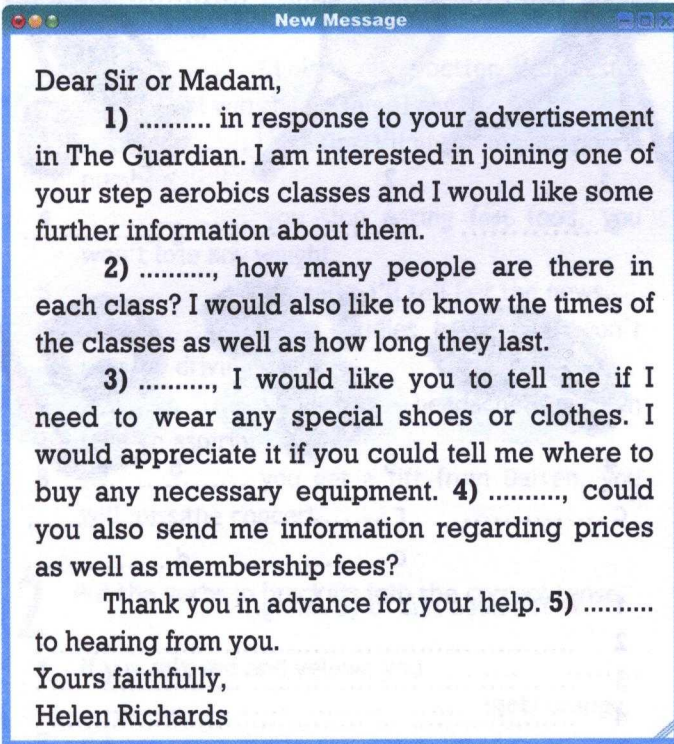 New Message
Dear Sir or Madam,
1) .......... in response to your advertisement
in The Guardian. I am interested in joining one of
your step aerobics classes and I would like some
further information about them.
2) .........., how many people are there in
each class? I would also like to know the times of
the classes as well as how long they last.
3) .........., I would like you to tell me if I
need to wear any special shoes or clothes. I
would appreciate it if you could tell me where to
buy any necessary equipment. 4) .........., could
you also send me information regarding prices
as well as membership fees?
Thank you in advance for your help. 5) ..........
to hearing from you.
Yours faithfully,
Helen Richards